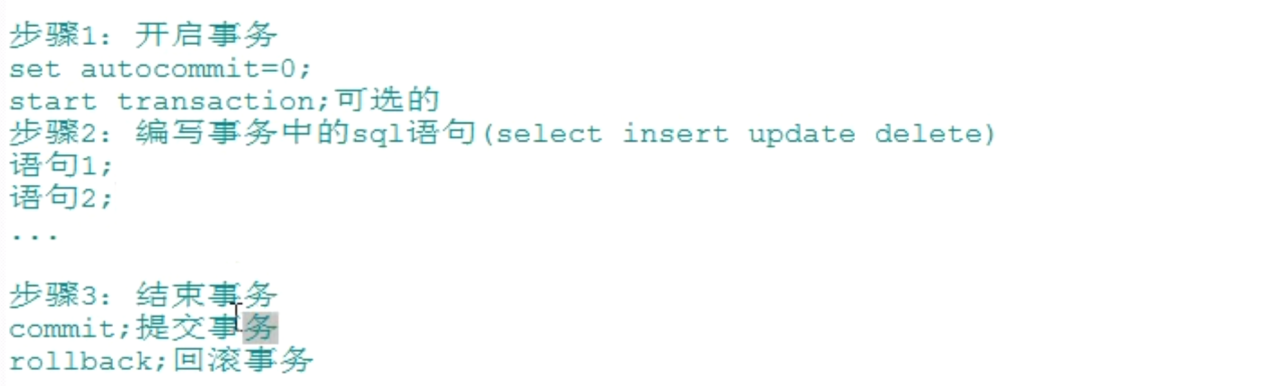 步骤1：开启事务
set autocommit=0;
start transaction;可选的
步骤2：编写事务中的sql语句(select insert update delete)
语句1;
语句2;
...
步骤3：结束事务
commit;提交事务
rollback;回滚事务